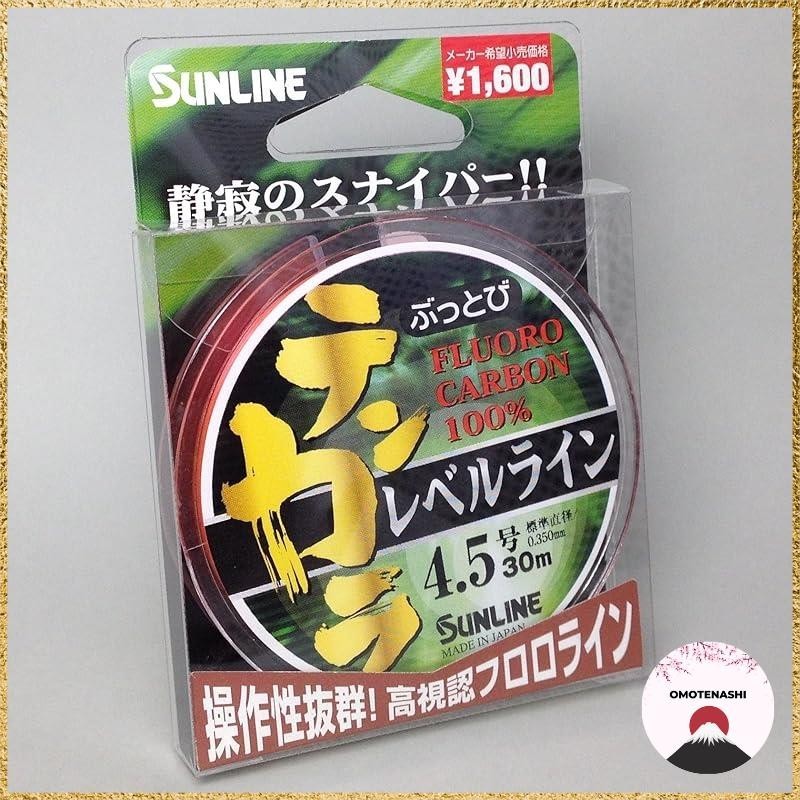 SUNLINE
メーカー希望小売価格
¥1,600
静寂のスナイパー!!
ぶっとび
テンカラ
FLUORO
CARBON
100%
レベルライン
4.5号
標準直径
0.350mm
30m
SUNLINE
MADE IN JAPAN
操作性抜群!高視認フロロライン
OMOTENASHI